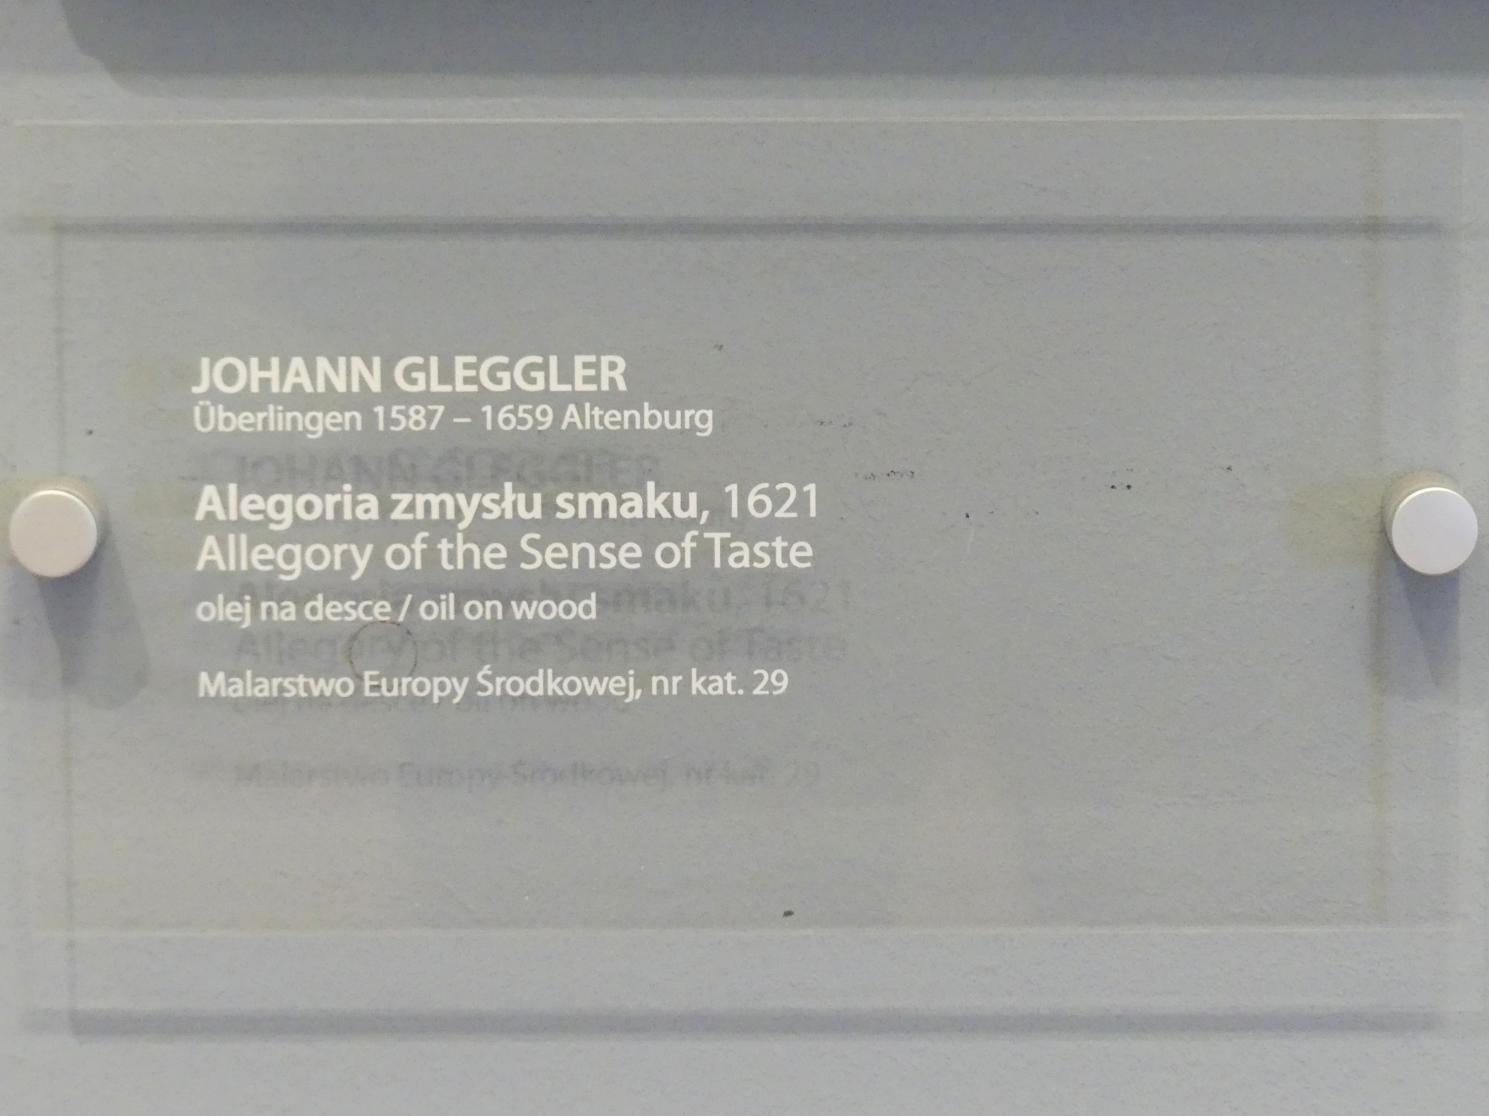 JOHANN GLEGGLER
Überlingen 1587 – 1659 Altenburg
Alegoria zmysłu smaku, 1621
Allegory of the Sense of Taste
olej na desce / oil on wood
Malarstwo Europy Środkowej, nr kat. 29